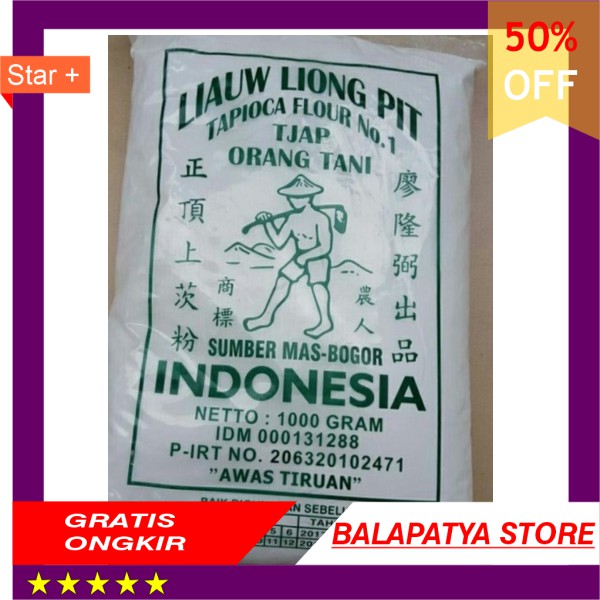 50%
OFF
Star +
LIAUW LIONG PIT
TAPIOCA FLOUR No.1
TJAP
ORANG TANI
正頂上茨粉
商標
農人
廖隆弼出品
SUMBER MAS-BOGOR
INDONESIA
NETTO : 1000 GRAM
IDM 000131288
P-IRT NO. 206320102471
"AWAS TIRUAN"
GRATIS
ONGKIR
BALAPATYA STORE